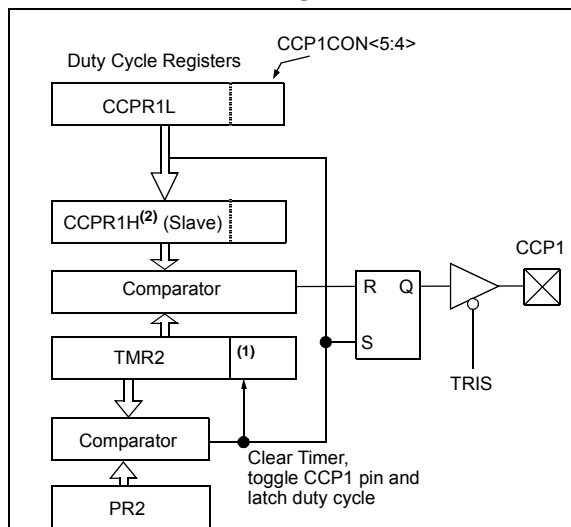 CCP1CON<5:4>
Duty Cycle Registers
CCPR1L
CCPR1H(2) (Slave)
CCP1
Comparator
R Q
TMR2
(1)
S
TRIS
Comparator
Clear Timer,
toggle CCP1 pin and
latch duty cycle
PR2